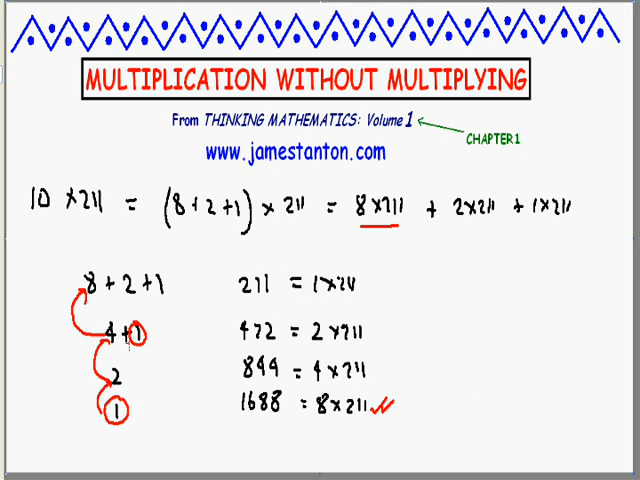 MULTIPLICATION WITHOUT MULTIPLYING
From THINKING MATHEMATICS: Volume 1
CHAPTER 1
www.jamestanton.com
10 × 211 = (8 + 2 + 1) × 211 = 8 × 211 + 2 × 211 + 1 × 211
8 + 2 + 1 211 = 1 × 211
4 + 1 422 = 2 × 211
2 844 = 4 × 211
1 1688 = 8 × 211